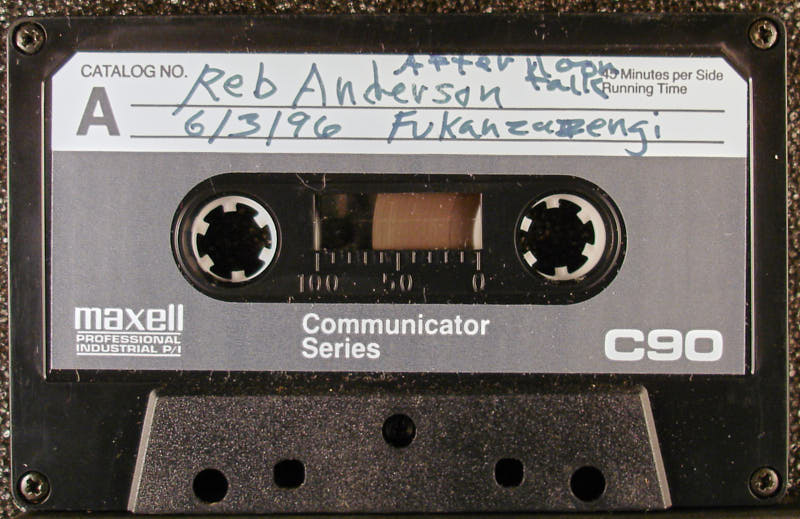 CATALOG NO.
A
Reb Anderson Afternoon talk
45 Minutes per Side
Running Time
6/3/96 Fukanzazengi
100 50 0
maxell
PROFESSIONAL
INDUSTRIAL P/I
Communicator
Series
C90